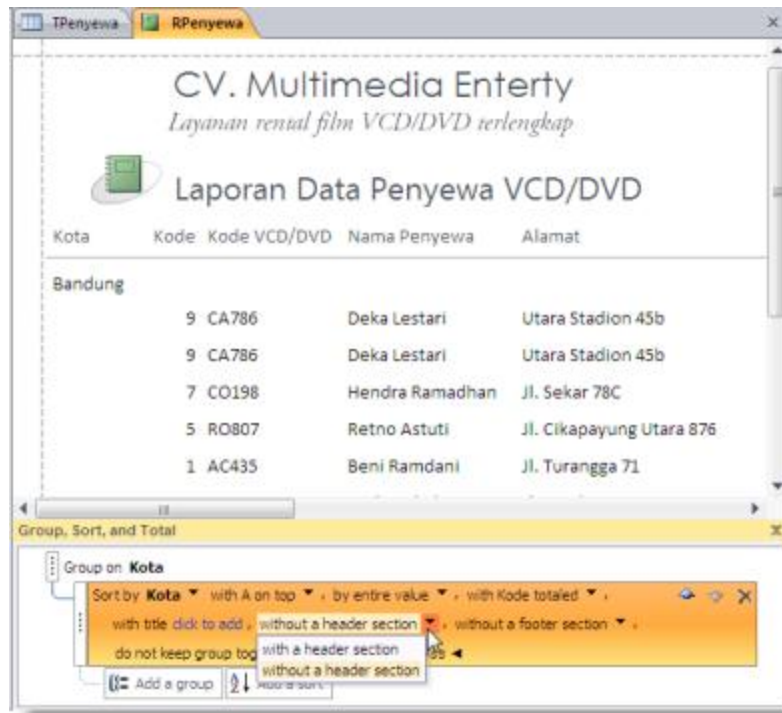 TPenyewa RPenyewa
CV. Multimedia Enterty
Layanan rental film VCD/DVD terlengkap
Laporan Data Penyewa VCD/DVD
Kota Kode Kode VCD/DVD Nama Penyewa Alamat
Bandung
9 CA786 Deka Lestari Utara Stadion 45b
9 CA786 Deka Lestari Utara Stadion 45b
7 CO198 Hendra Ramadhan Jl. Sekar 78C
5 RO807 Retno Astuti Jl. Cikapayung Utara 876
1 AC435 Beni Ramdani Jl. Turangga 71
Group, Sort, and Total
Group on Kota
Sort by Kota with A on top , by entire value , with Kode totaled ,
with title click to add , without a header section , without a footer section ,
do not keep group tog
with a header section
without a header section
Add a group Add a sort